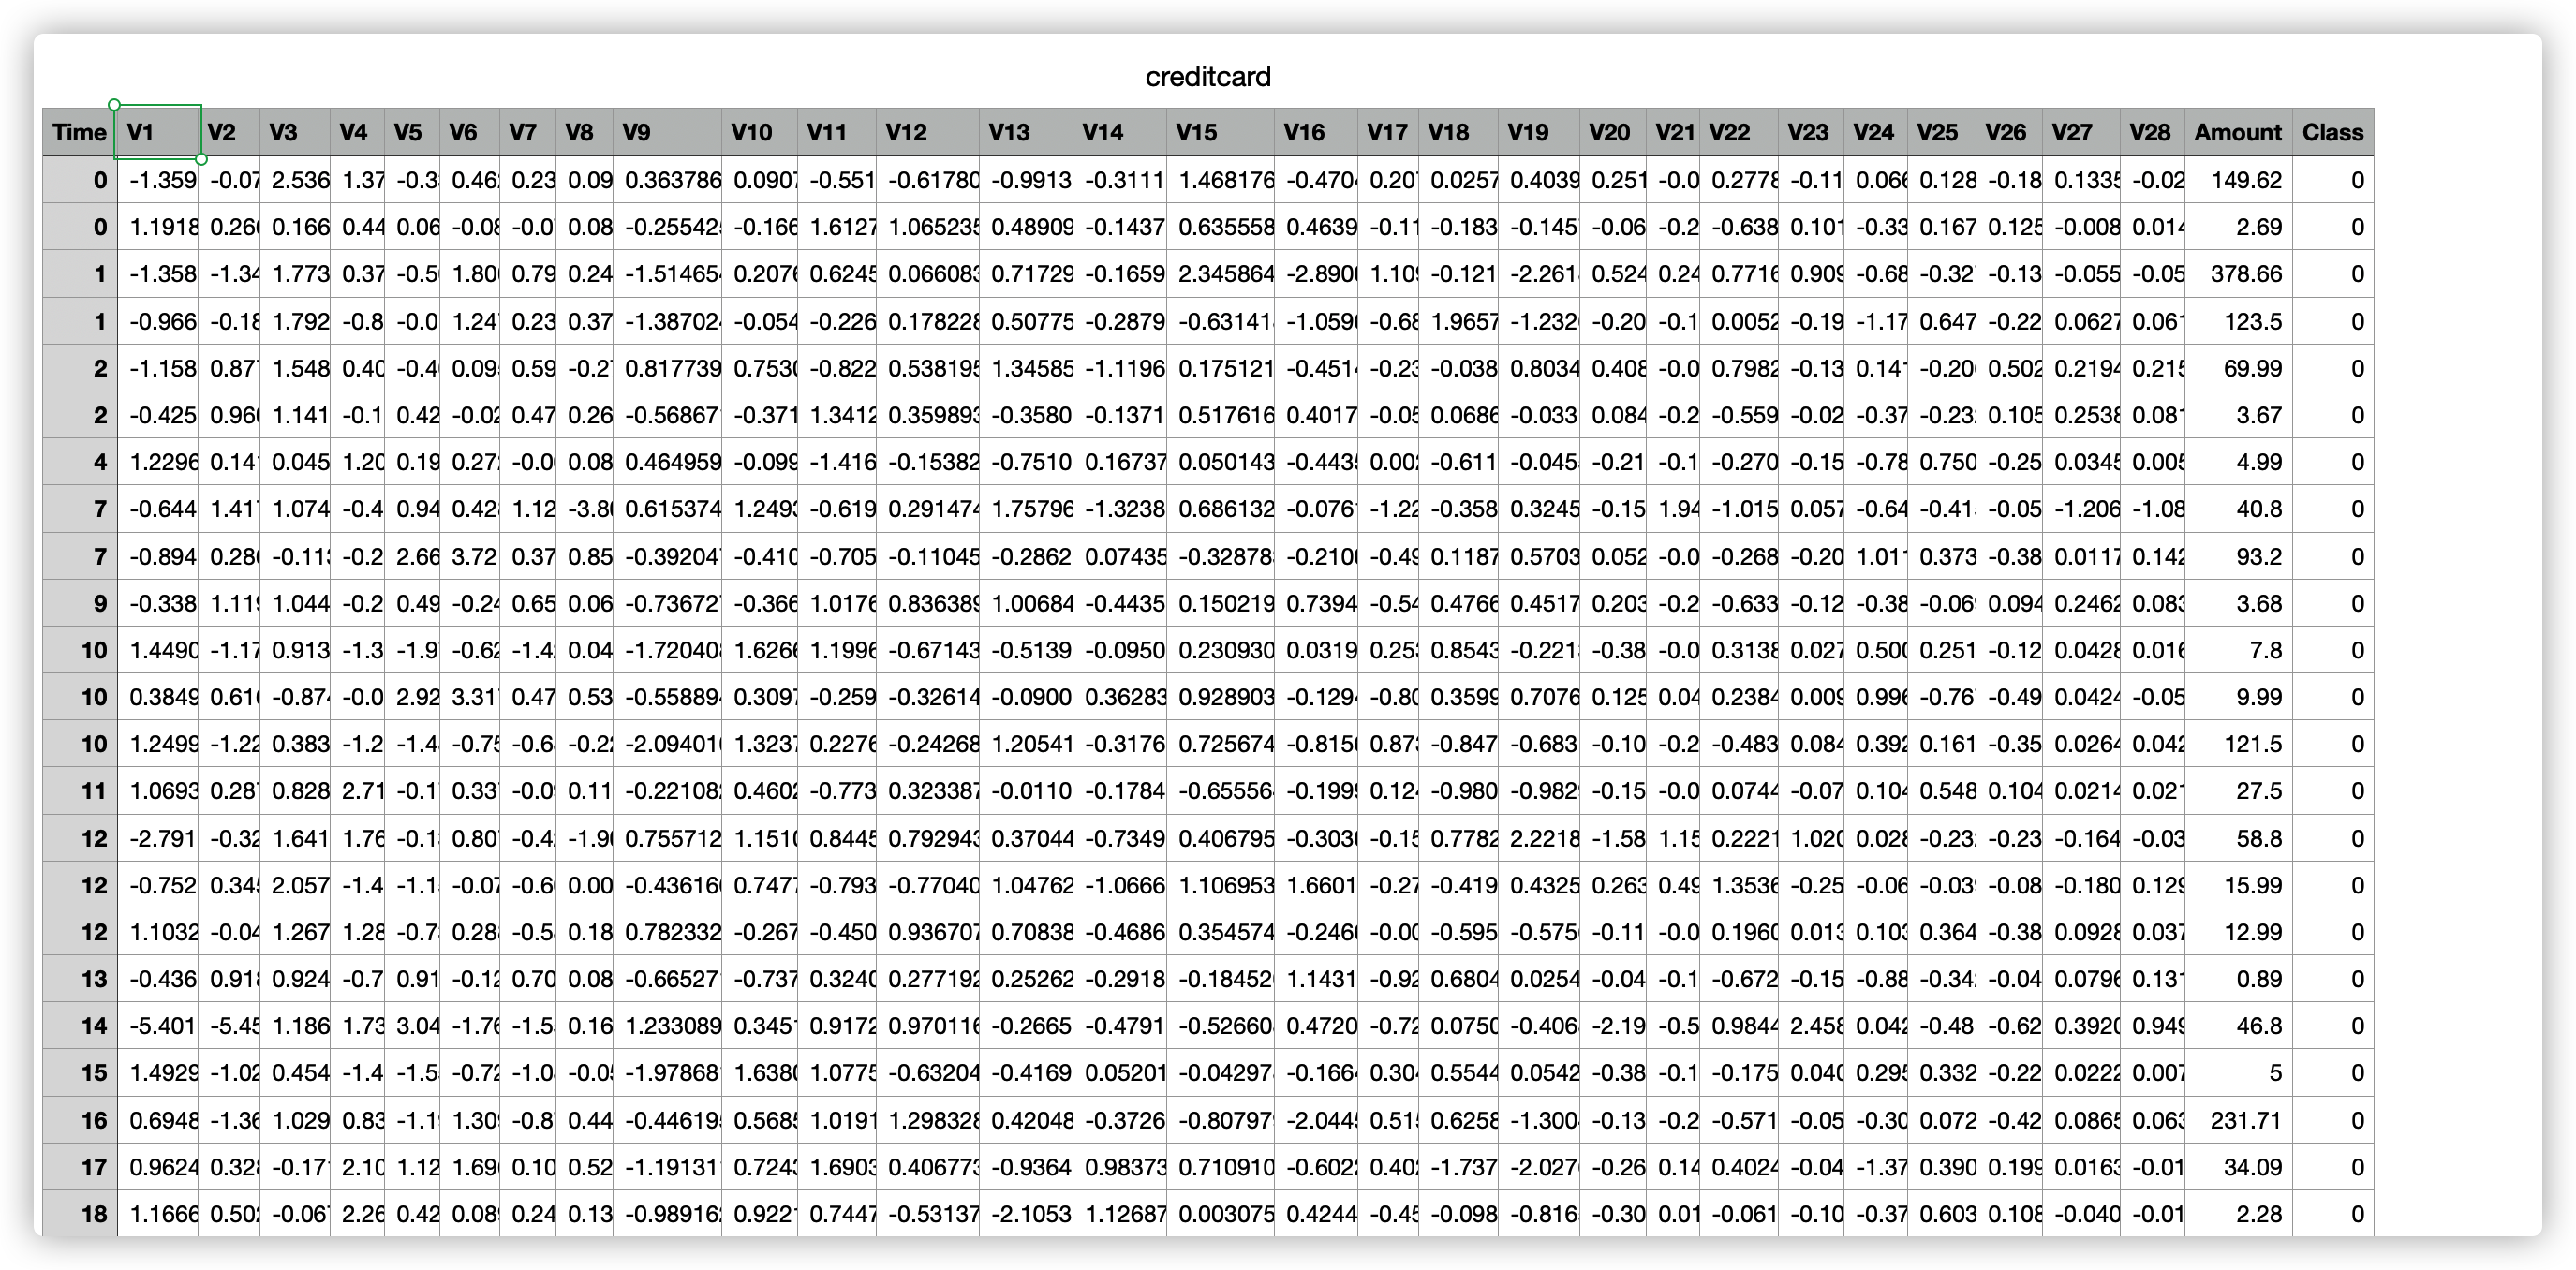 creditcard
Time V1 V2 V3 V4 V5 V6 V7 V8 V9 V10 V11 V12 V13 V14 V15 V16 V17 V18 V19 V20 V21 V22 V23 V24 V25 V26 V27 V28 Amount Class
0 -1.359 -0.07 2.536 1.37 -0.3 0.46 0.23 0.09 0.363786 0.090 -0.551 -0.61780 -0.9913 -0.3111 1.468176 -0.470 0.20 0.0257 0.4039 0.251 -0.0 0.2778 -0.11 0.066 0.128 -0.18 0.1335 -0.02 149.62 0
0 1.1918 0.266 0.166 0.44 0.06 -0.08 -0.0 0.08 -0.255425 -0.166 1.6127 1.065235 0.48909 -0.1437 0.635558 0.4639 -0.11 -0.183 -0.145 -0.06 -0.2 -0.638 0.101 -0.33 0.167 0.125 -0.008 0.014 2.69 0
1 -1.358 -1.34 1.773 0.37 -0.5 1.800 0.79 0.24 -1.514654 0.2076 0.6245 0.066083 0.71729 -0.1659 2.345864 -2.890 1.109 -0.121 -2.261 0.524 0.24 0.7716 0.909 -0.68 -0.32 -0.13 -0.055 -0.05 378.66 0
1 -0.966 -0.18 1.792 -0.8 -0.0 1.24 0.23 0.37 -1.387024 -0.054 -0.226 0.178228 0.50775 -0.2879 -0.63141 -1.059 -0.68 1.9657 -1.232 -0.20 -0.1 0.0052 -0.19 -1.17 0.647 -0.22 0.0627 0.061 123.5 0
2 -1.158 0.877 1.548 0.40 -0.4 0.09 0.59 -0.2 0.817739 0.7530 -0.822 0.538195 1.34585 -1.1196 0.175121 -0.451 -0.23 -0.038 0.8034 0.408 -0.0 0.7982 -0.13 0.141 -0.20 0.502 0.2194 0.215 69.99 0
2 -0.425 0.960 1.141 -0.1 0.42 -0.02 0.47 0.26 -0.56867 -0.371 1.3412 0.359893 -0.3580 -0.1371 0.517616 0.4017 -0.05 0.0686 -0.033 0.084 -0.2 -0.559 -0.02 -0.37 -0.23 0.105 0.2538 0.081 3.67 0
4 1.2296 0.141 0.045 1.20 0.19 0.27 -0.0 0.08 0.464959 -0.099 -1.416 -0.15382 -0.7510 0.16737 0.050143 -0.443 0.00 -0.611 -0.045 -0.21 -0.1 -0.270 -0.15 -0.78 0.750 -0.25 0.0345 0.005 4.99 0
7 -0.644 1.417 1.074 -0.4 0.94 0.42 1.12 -3.8 0.615374 1.249 -0.619 0.291474 1.75796 -1.3238 0.686132 -0.076 -1.22 -0.358 0.3245 -0.15 1.94 -1.015 0.057 -0.64 -0.41 -0.05 -1.206 -1.08 40.8 0
7 -0.894 0.286 -0.11 -0.2 2.66 3.72 0.37 0.85 -0.39204 -0.410 -0.705 -0.11045 -0.2862 0.07435 -0.32878 -0.210 -0.49 0.1187 0.5703 0.052 -0.0 -0.268 -0.20 1.011 0.373 -0.38 0.0117 0.142 93.2 0
9 -0.338 1.119 1.044 -0.2 0.49 -0.24 0.65 0.06 -0.73672 -0.366 1.0176 0.836389 1.00684 -0.4435 0.150219 0.7394 -0.54 0.4766 0.4517 0.203 -0.2 -0.633 -0.12 -0.38 -0.06 0.094 0.2462 0.083 3.68 0
10 1.4490 -1.17 0.913 -1.3 -1.9 -0.62 -1.4 0.04 -1.720408 1.6266 1.1996 -0.67143 -0.5139 -0.0950 0.230930 0.0319 0.25 0.8543 -0.221 -0.38 -0.0 0.3138 0.027 0.500 0.251 -0.12 0.0428 0.016 7.8 0
10 0.3849 0.616 -0.874 -0.0 2.92 3.31 0.47 0.53 -0.558894 0.3097 -0.259 -0.32614 -0.0900 0.36283 0.928903 -0.129 -0.80 0.3599 0.7076 0.125 0.04 0.2384 0.009 0.996 -0.76 -0.49 0.0424 -0.05 9.99 0
10 1.2499 -1.22 0.383 -1.2 -1.4 -0.75 -0.6 -0.2 -2.094010 1.3237 0.2276 -0.24268 1.20541 -0.3176 0.725674 -0.815 0.87 -0.847 -0.683 -0.10 -0.2 -0.483 0.084 0.392 0.161 -0.35 0.0264 0.042 121.5 0
11 1.0693 0.287 0.828 2.71 -0.1 0.33 -0.0 0.11 -0.221082 0.4602 -0.773 0.323387 -0.0110 -0.1784 -0.65556 -0.199 0.12 -0.980 -0.982 -0.15 -0.0 0.0744 -0.07 0.104 0.548 0.104 0.0214 0.021 27.5 0
12 -2.791 -0.32 1.641 1.76 -0.1 0.80 -0.4 -1.9 0.755712 1.1510 0.8445 0.792943 0.37044 -0.7349 0.406795 -0.303 -0.15 0.7782 2.2218 -1.58 1.15 0.2221 1.020 0.028 -0.23 -0.23 -0.164 -0.03 58.8 0
12 -0.752 0.345 2.057 -1.4 -1.1 -0.07 -0.6 0.00 -0.436160 0.7477 -0.793 -0.77040 1.04762 -1.0666 1.106953 1.6601 -0.27 -0.419 0.4325 0.263 0.49 1.3536 -0.25 -0.06 -0.03 -0.08 -0.180 0.129 15.99 0
12 1.1032 -0.04 1.267 1.28 -0.7 0.28 -0.5 0.18 0.782332 -0.267 -0.450 0.936707 0.70838 -0.4686 0.354574 -0.246 -0.00 -0.595 -0.575 -0.11 -0.0 0.1960 0.013 0.103 0.364 -0.38 0.0928 0.037 12.99 0
13 -0.436 0.918 0.924 -0.7 0.91 -0.12 0.70 0.08 -0.66527 -0.737 0.3240 0.277192 0.25262 -0.2918 -0.18452 1.1431 -0.92 0.6804 0.0254 -0.04 -0.1 -0.672 -0.15 -0.88 -0.34 -0.04 0.0796 0.131 0.89 0
14 -5.401 -5.45 1.186 1.73 3.04 -1.76 -1.5 0.16 1.233089 0.345 0.9172 0.970116 -0.2665 -0.4791 -0.52660 0.4720 -0.72 0.0750 -0.406 -2.19 -0.5 0.9844 2.458 0.042 -0.48 -0.62 0.3920 0.949 46.8 0
15 1.4929 -1.02 0.454 -1.4 -1.5 -0.72 -1.0 -0.0 -1.97868 1.6380 1.0775 -0.63204 -0.4169 0.05201 -0.04297 -0.166 0.30 0.5544 0.0542 -0.38 -0.1 -0.175 0.040 0.295 0.332 -0.22 0.0222 0.007 5 0
16 0.6948 -1.36 1.029 0.83 -1.1 1.30 -0.8 0.44 -0.446195 0.5685 1.0191 1.298328 0.42048 -0.3726 -0.80797 -2.044 0.51 0.6258 -1.300 -0.13 -0.2 -0.571 -0.05 -0.30 0.072 -0.42 0.0865 0.063 231.71 0
17 0.9624 0.328 -0.17 2.10 1.12 1.69 0.10 0.52 -1.19131 0.7243 1.6903 0.406773 -0.9364 0.98373 0.710910 -0.602 0.40 -1.737 -2.027 -0.26 0.14 0.4024 -0.04 -1.37 0.390 0.199 0.0163 -0.01 34.09 0
18 1.1666 0.502 -0.06 2.26 0.42 0.08 0.24 0.13 -0.989162 0.922 0.7447 -0.53137 -2.1053 1.12687 0.003075 0.4244 -0.45 -0.098 -0.816 -0.30 0.01 -0.061 -0.10 -0.37 0.603 0.108 -0.040 -0.01 2.28 0